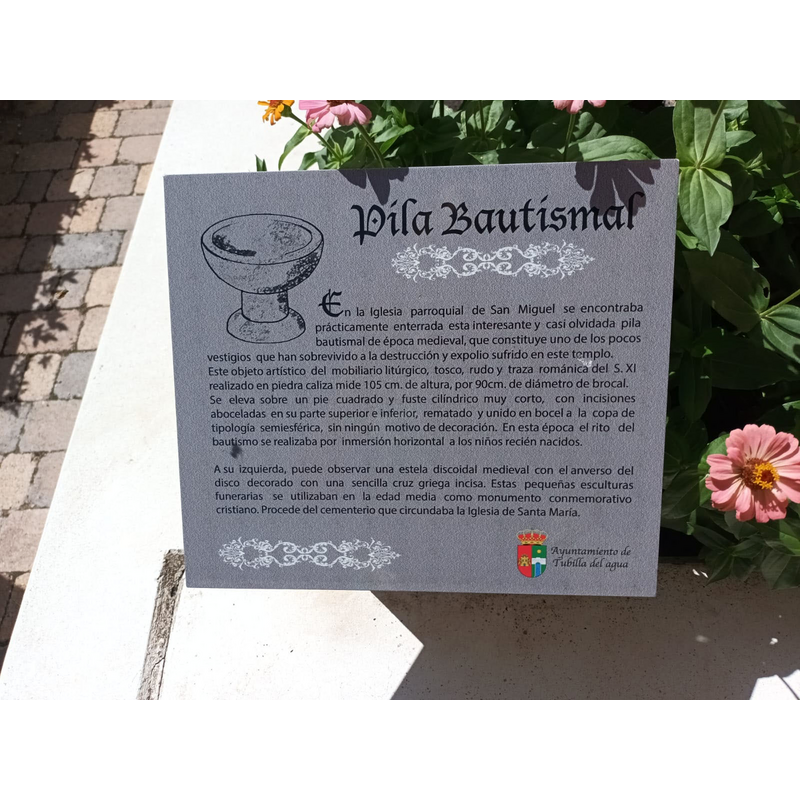 Pila Bautismal
En la Iglesia parroquial de San Miguel se encontraba
prácticamente enterrada esta interesante y casi olvidada pila
bautismal de época medieval, que constituye uno de los pocos
vestigios que han sobrevivido a la destrucción y expolio sufrido en este templo.
Este objeto artístico del mobiliario litúrgico, tosco, rudo y traza románica del S. XI
realizado en piedra caliza mide 105 cm. de altura, por 90cm. de diámetro de brocal.
Se eleva sobre un pie cuadrado y fuste cilíndrico muy corto, con incisiones
aboceladas en su parte superior e inferior, rematado y unido en bocel a la copa de
tipología semiesférica, sin ningún motivo de decoración. En esta época el rito del
bautismo se realizaba por inmersión horizontal a los niños recién nacidos.
A su izquierda, puede observar una estela discoidal medieval con el anverso del
disco decorado con una sencilla cruz griega incisa. Estas pequeñas esculturas
funerarias se utilizaban en la edad media como monumento conmemorativo
cristiano. Procede del cementerio que circundaba la Iglesia de Santa María.
Ayuntamiento de
Tubilla del agua